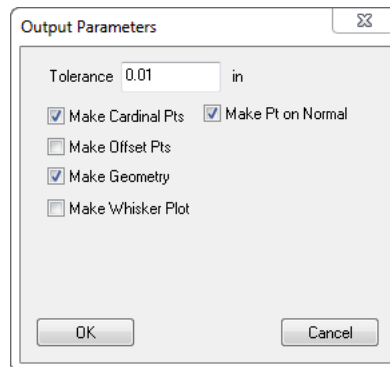 Output Parameters
Tolerance 0.01 in
Make Cardinal Pts Make Pt on Normal
Make Offset Pts
Make Geometry
Make Whisker Plot
OK Cancel